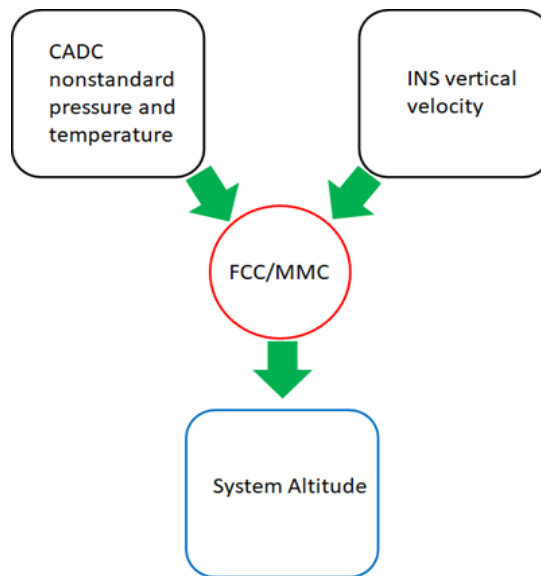 CADC
nonstandard
pressure and
temperature
INS vertical
velocity
FCC/MMC
System Altitude